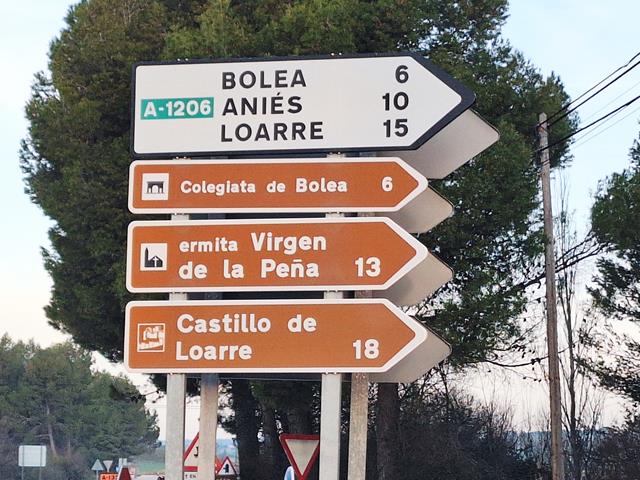 BOLEA 6
A-1206 ANIÉS 10
LOARRE 15
Colegiata de Bolea 6
ermita Virgen
de la Peña 13
Castillo de
Loarre 18